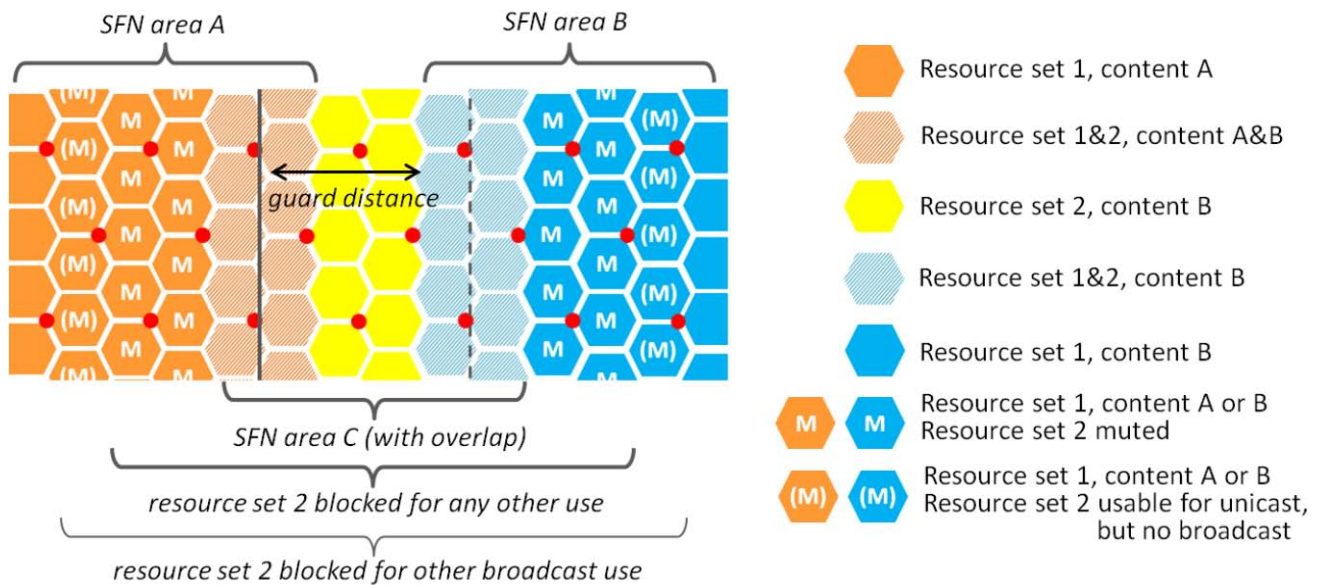 SFN area A
SFN area B
(M) M M
M M (M)
(M) M M
M M (M)
guard distance
(M) M M
M M (M)
(M) M M
M M (M)
(M) M M
M M (M)
(M) M M
SFN area C (with overlap)
resource set 2 blocked for any other use
resource set 2 blocked for other broadcast use
Resource set 1, content A
Resource set 1&2, content A&B
Resource set 2, content B
Resource set 1&2, content B
Resource set 1, content B
M M Resource set 1, content A or B
Resource set 2 muted
(M) (M) Resource set 1, content A or B
Resource set 2 usable for unicast,
but no broadcast